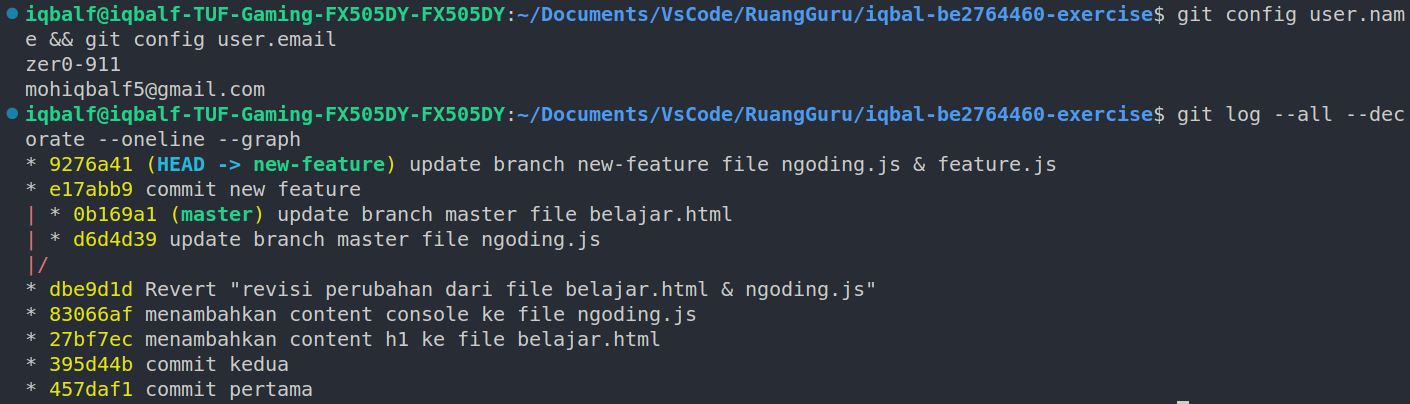 iqbalf@iqbalf-TUF-Gaming-FX505DY-FX505DY:~/Documents/VsCode/RuangGuru/iqbal-be2764460-exercise$ git config user.nam
e && git config user.email
zer0-911
mohiqbalf5@gmail.com
iqbalf@iqbalf-TUF-Gaming-FX505DY-FX505DY:~/Documents/VsCode/RuangGuru/iqbal-be2764460-exercise$ git log --all --dec
orate --oneline --graph
* 9276a41 (HEAD -> new-feature) update branch new-feature file ngoding.js & feature.js
* e17abb9 commit new feature
| * 0b169a1 (master) update branch master file belajar.html
| * d6d4d39 update branch master file ngoding.js
|/
* dbe9d1d Revert "revisi perubahan dari file belajar.html & ngoding.js"
* 83066af menambahkan content console ke file ngoding.js
* 27bf7ec menambahkan content h1 ke file belajar.html
* 395d44b commit kedua
* 457daf1 commit pertama